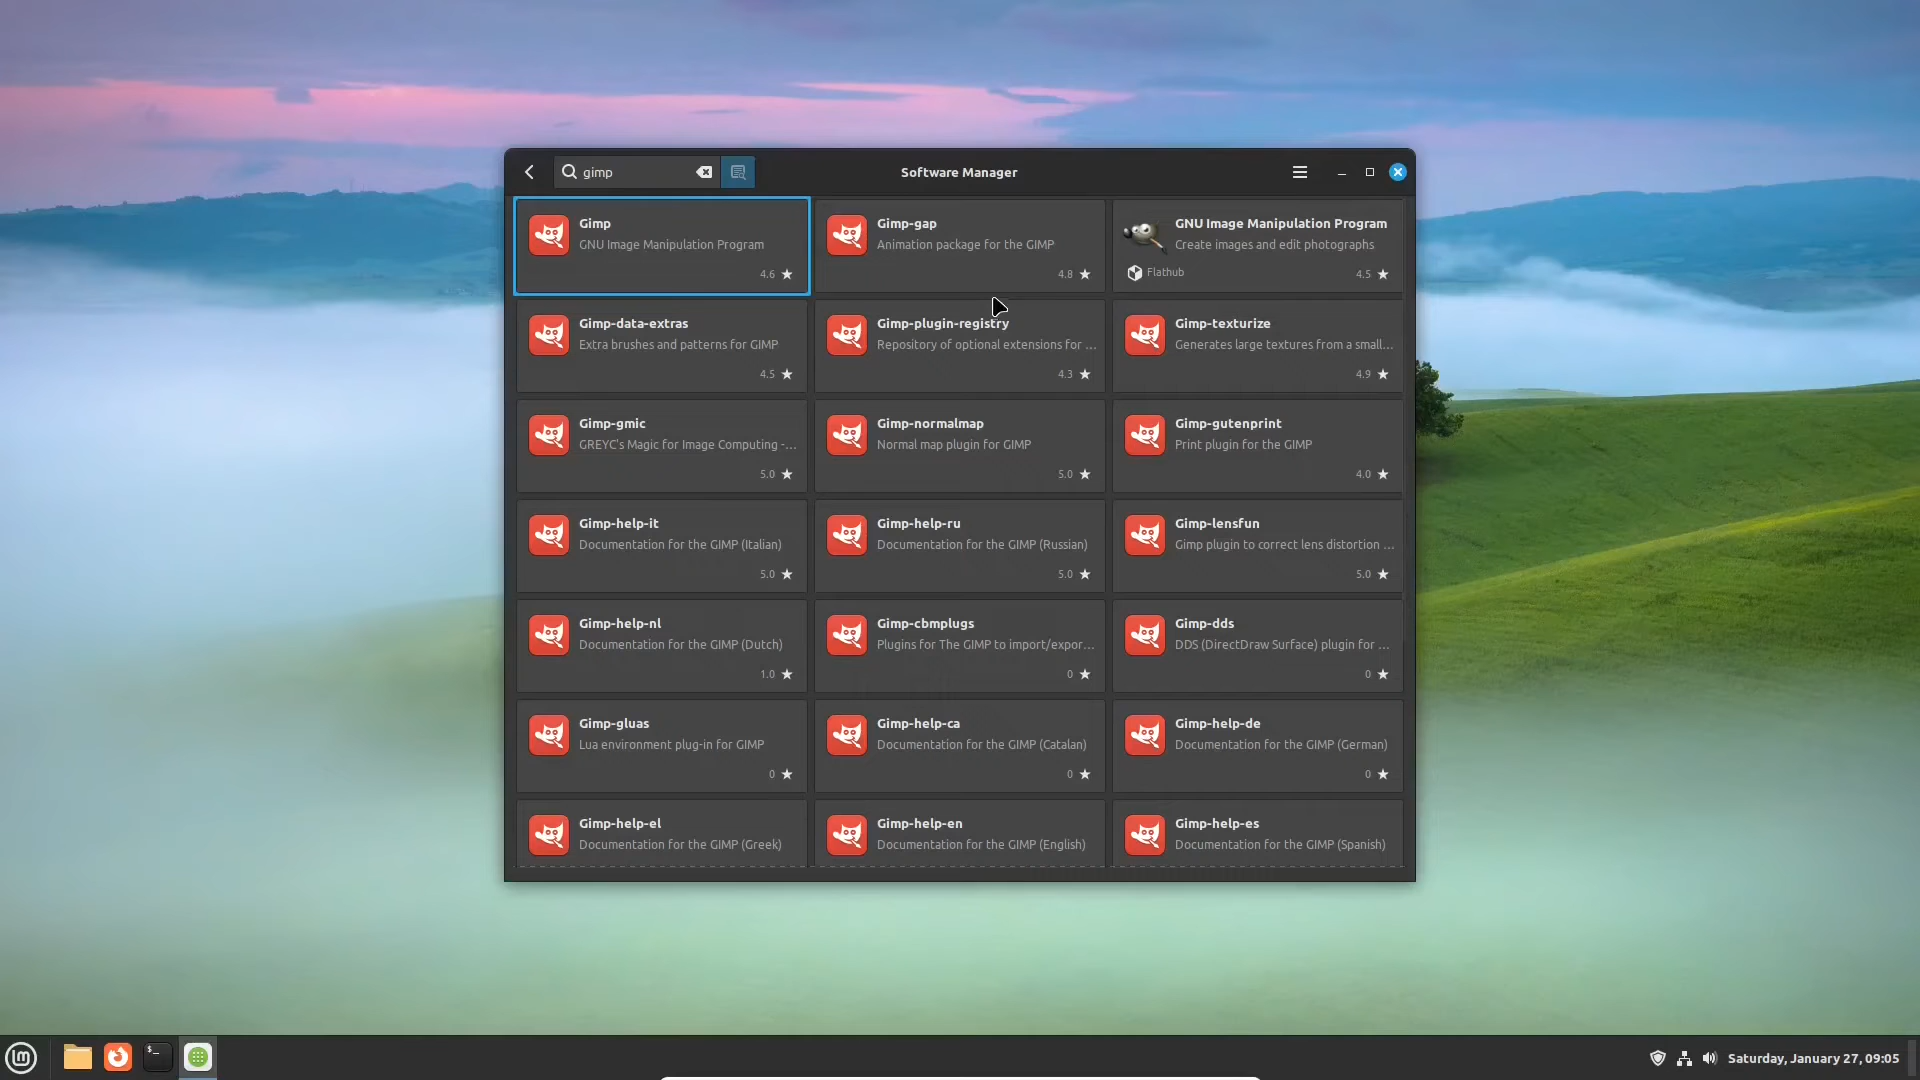 gimp
Software Manager
Gimp
GNU Image Manipulation Program
4.6 ★
Gimp-gap
Animation package for the GIMP
4.8 ★
GNU Image Manipulation Program
Create images and edit photographs
Flathub
4.5 ★
Gimp-data-extras
Extra brushes and patterns for GIMP
4.5 ★
Gimp-plugin-registry
Repository of optional extensions for ...
4.3 ★
Gimp-texturize
Generates large textures from a small...
4.9 ★
Gimp-gmic
GREYC's Magic for Image Computing -...
5.0 ★
Gimp-normalmap
Normal map plugin for GIMP
5.0 ★
Gimp-gutenprint
Print plugin for the GIMP
4.0 ★
Gimp-help-it
Documentation for the GIMP (Italian)
5.0 ★
Gimp-help-ru
Documentation for the GIMP (Russian)
5.0 ★
Gimp-lensfun
Gimp plugin to correct lens distortion ...
5.0 ★
Gimp-help-nl
Documentation for the GIMP (Dutch)
1.0 ★
Gimp-cbmplugs
Plugins for The GIMP to import/expor...
0 ★
Gimp-dds
DDS (DirectDraw Surface) plugin for ...
0 ★
Gimp-gluas
Lua environment plug-in for GIMP
0 ★
Gimp-help-ca
Documentation for the GIMP (Catalan)
0 ★
Gimp-help-de
Documentation for the GIMP (German)
0 ★
Gimp-help-el
Documentation for the GIMP (Greek)
Gimp-help-en
Documentation for the GIMP (English)
Gimp-help-es
Documentation for the GIMP (Spanish)
$_
Saturday, January 27, 09:05